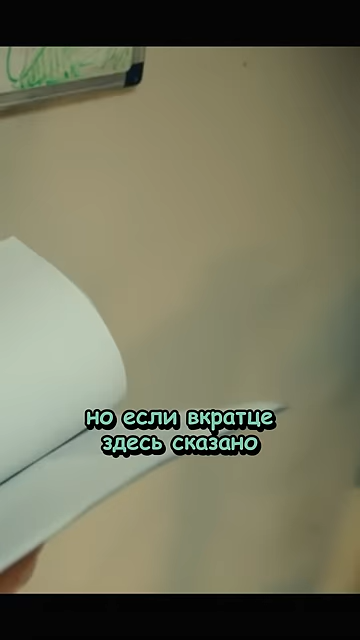 но если вкратце
здесь сказано